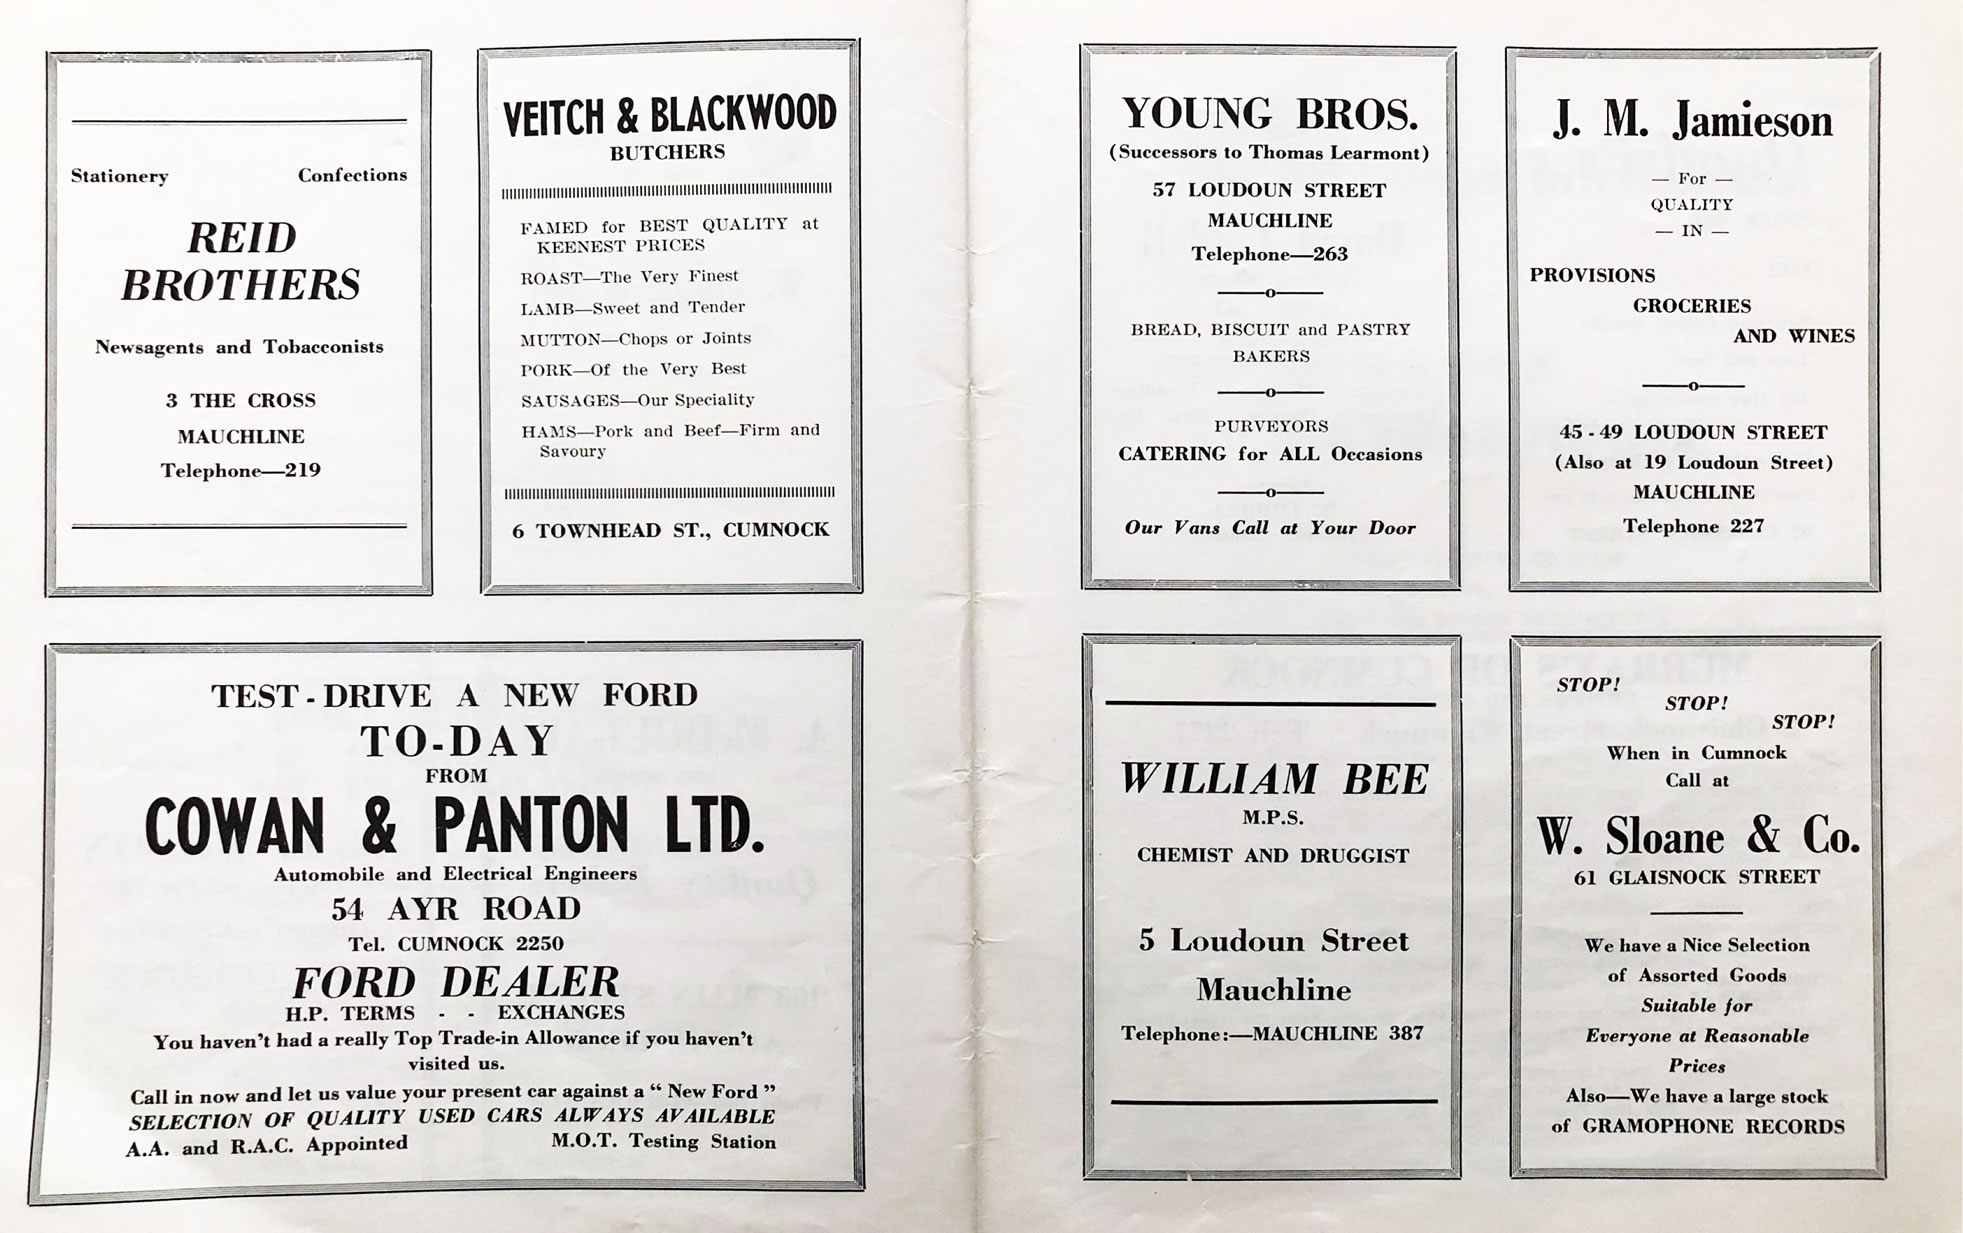 Stationery Confections
REID
BROTHERS
Newsagents and Tobacconists
3 THE CROSS
MAUCHLINE
Telephone—219
VEITCH & BLACKWOOD
BUTCHERS
FAMED for BEST QUALITY at
KEENEST PRICES
ROAST—The Very Finest
LAMB—Sweet and Tender
MUTTON—Chops or Joints
PORK—Of the Very Best
SAUSAGES—Our Speciality
HAMS—Pork and Beef—Firm and
Savoury
6 TOWNHEAD ST., CUMNOCK
TEST-DRIVE A NEW FORD
TO-DAY
FROM
COWAN & PANTON LTD.
Automobile and Electrical Engineers
54 AYR ROAD
Tel. CUMNOCK 2250
FORD DEALER
H.P. TERMS - - EXCHANGES
You haven't had a really Top Trade-in Allowance if you haven't
visited us.
Call in now and let us value your present car against a " New Ford "
SELECTION OF QUALITY USED CARS ALWAYS AVAILABLE
A.A. and R.A.C. Appointed M.O.T. Testing Station
YOUNG BROS.
(Successors to Thomas Learmont)
57 LOUDOUN STREET
MAUCHLINE
Telephone—263
BREAD, BISCUIT and PASTRY
BAKERS
PURVEYORS
CATERING for ALL Occasions
Our Vans Call at Your Door
J. M. Jamieson
— For —
QUALITY
— IN —
PROVISIONS
GROCERIES
AND WINES
45-49 LOUDOUN STREET
(Also at 19 Loudoun Street)
MAUCHLINE
Telephone 227
WILLIAM BEE
M.P.S.
CHEMIST AND DRUGGIST
5 Loudoun Street
Mauchline
Telephone:—MAUCHLINE 387
STOP!
STOP!
STOP!
When in Cumnock
Call at
W. Sloane & Co.
61 GLAISNOCK STREET
We have a Nice Selection
of Assorted Goods
Suitable for
Everyone at Reasonable
Prices
Also—We have a large stock
of GRAMOPHONE RECORDS